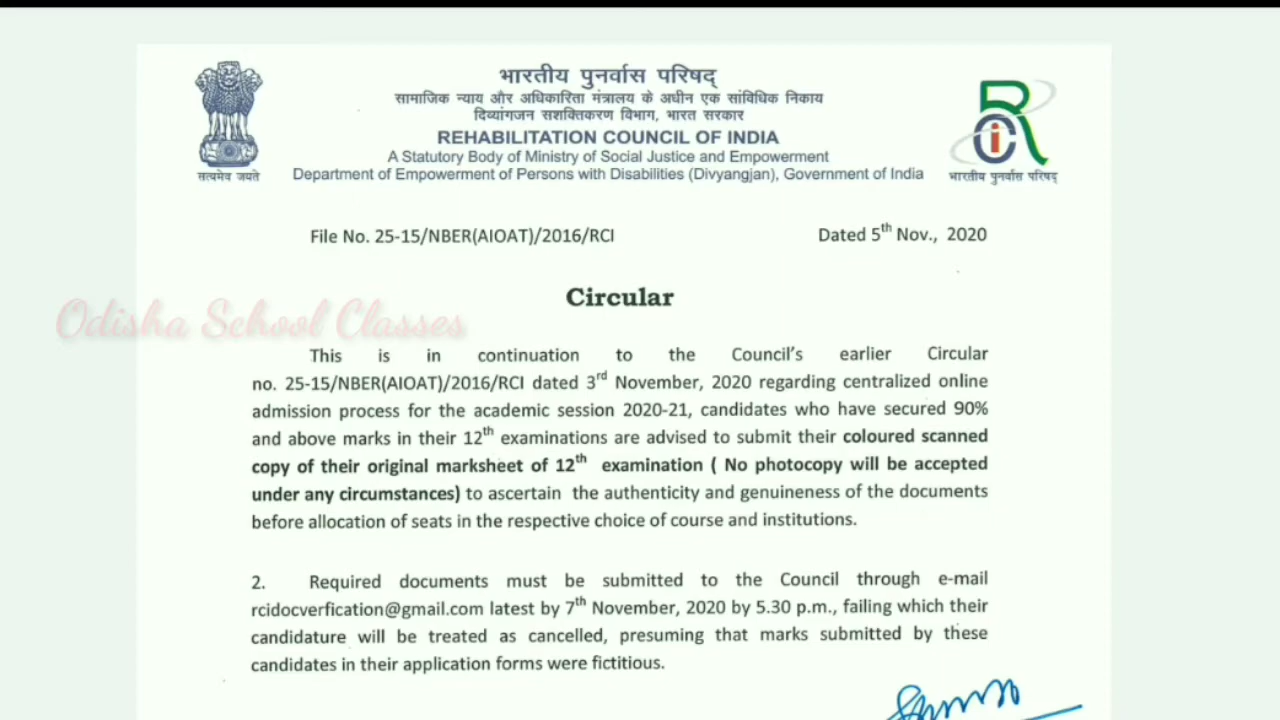 भारतीय पुनर्वास परिषद्
सामाजिक न्याय और अधिकारिता मंत्रालय के अधीन एक सांविधिक निकाय
दिव्यांगजन सशक्तिकरण विभाग, भारत सरकार
REHABILITATION COUNCIL OF INDIA
A Statutory Body of Ministry of Social Justice and Empowerment
Department of Empowerment of Persons with Disabilities (Divyangjan), Government of India
सत्यमेव जयते
RCI
भारतीय पुनर्वास परिषद्
File No. 25-15/NBER(AIOAT)/2016/RCI Dated 5th Nov., 2020
Circular
Odisha School Classes
This is in continuation to the Council's earlier Circular
no. 25-15/NBER(AIOAT)/2016/RCI dated 3rd November, 2020 regarding centralized online
admission process for the academic session 2020-21, candidates who have secured 90%
and above marks in their 12th examinations are advised to submit their coloured scanned
copy of their original marksheet of 12th examination ( No photocopy will be accepted
under any circumstances) to ascertain the authenticity and genuineness of the documents
before allocation of seats in the respective choice of course and institutions.
2. Required documents must be submitted to the Council through e-mail
rcidocverfication@gmail.com latest by 7th November, 2020 by 5.30 p.m., failing which their
candidature will be treated as cancelled, presuming that marks submitted by these
candidates in their application forms were fictitious.